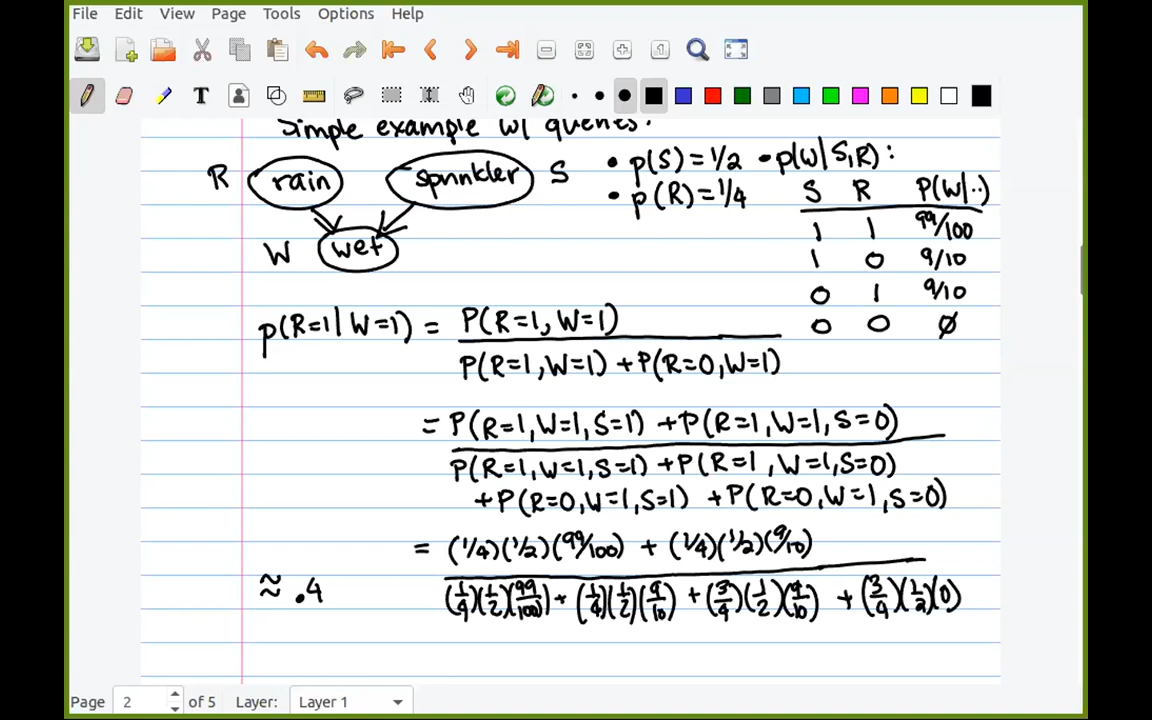 File Edit View Page Tools Options Help
Simple example w/ queries:
R rain sprinkler S • p(S)=1/2 • p(W|S,R):
• p(R)=1/4 S R P(W|..)
W wet 1 1 99/100
1 0 9/10
0 1 9/10
0 0 ∅
p(R=1|W=1) = P(R=1,W=1)
P(R=1,W=1)+P(R=0,W=1)
= P(R=1,W=1,S=1)+P(R=1,W=1,S=0)
P(R=1,W=1,S=1)+P(R=1,W=1,S=0)
+P(R=0,W=1,S=1) +P(R=0,W=1,S=0)
= (1/4)(1/2)(99/100) + (1/4)(1/2)(9/10)
≈ .4 (1/4)(1/2)(99/100)+(1/4)(1/2)(9/10)+(3/4)(1/2)(9/10) +(3/4)(1/2)(0)
Page 2 of 5 Layer: Layer 1